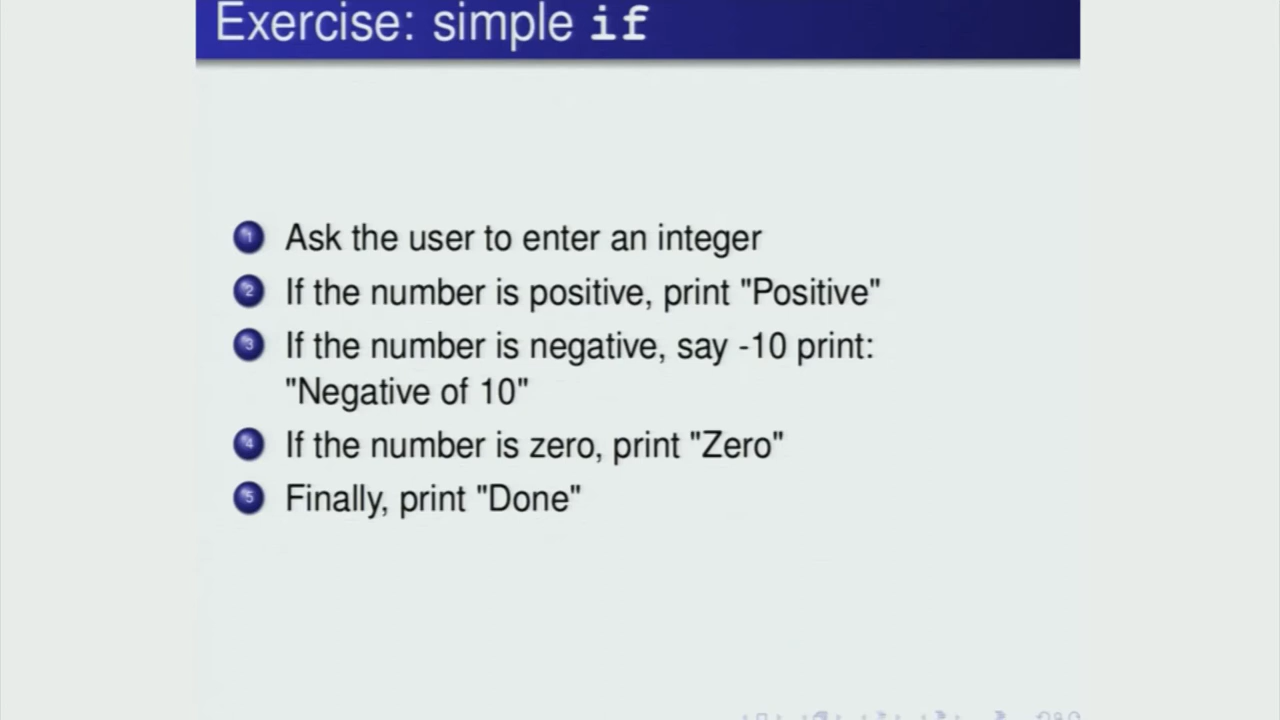 Exercise: simple if
1 Ask the user to enter an integer
2 If the number is positive, print "Positive"
3 If the number is negative, say -10 print:
"Negative of 10"
4 If the number is zero, print "Zero"
5 Finally, print "Done"